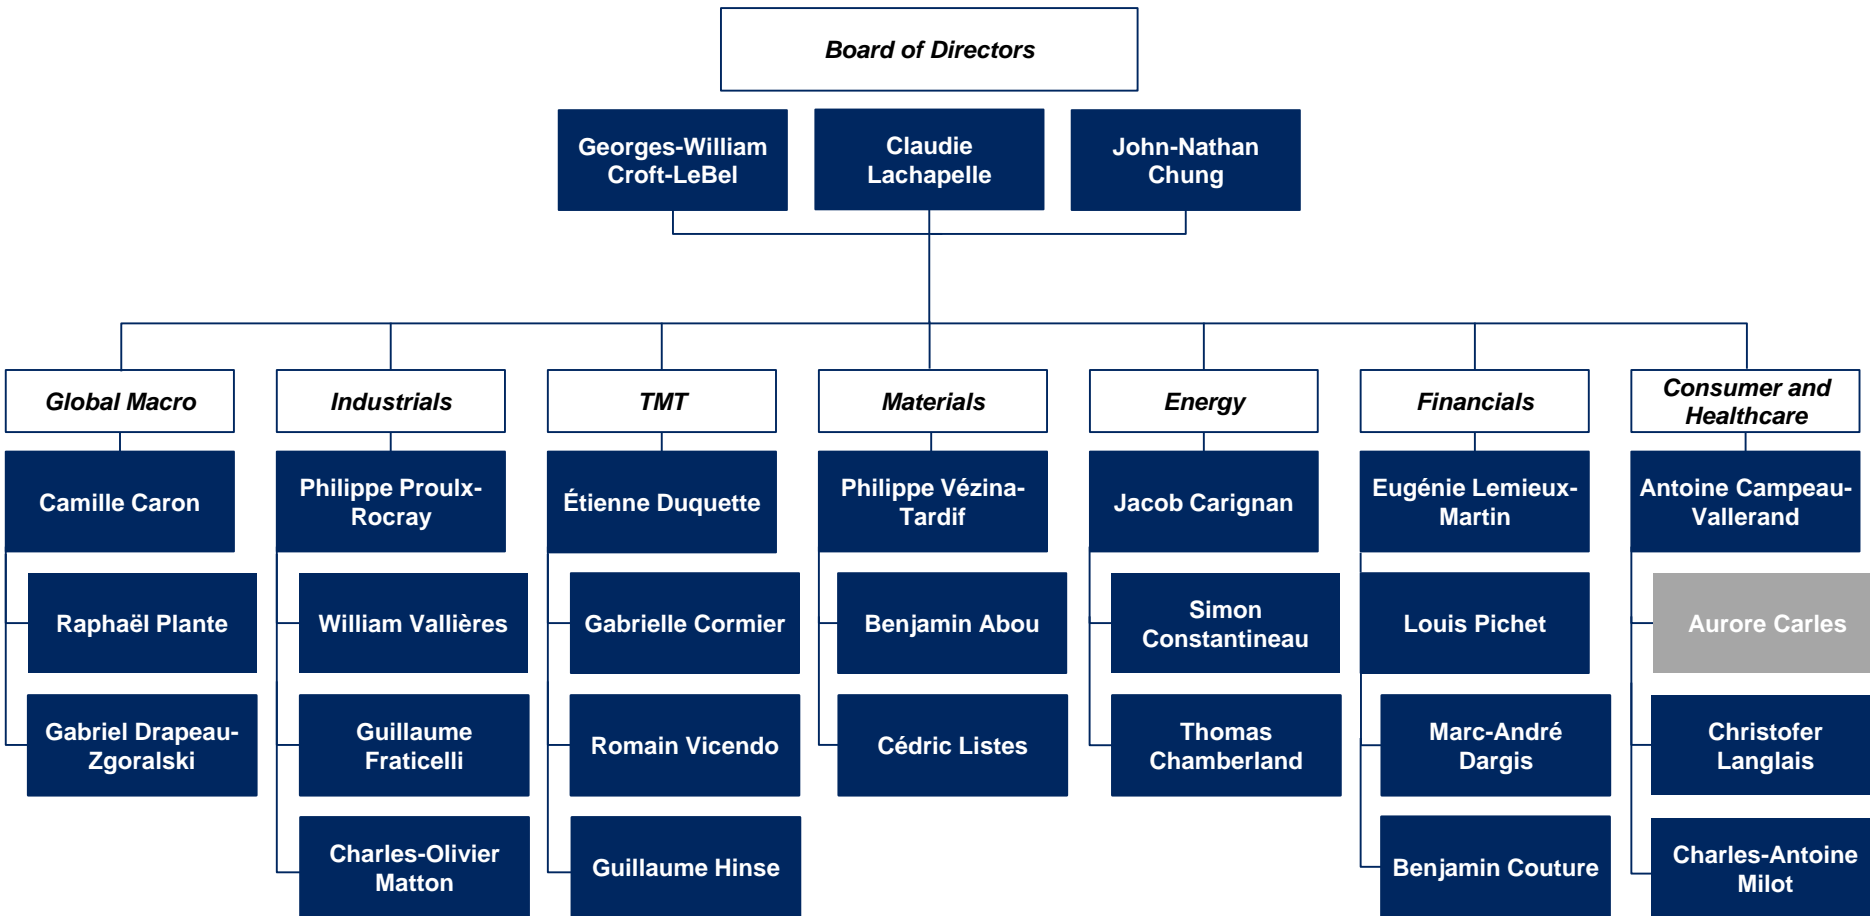 Board of Directors
Georges-William
Croft-LeBel
Claudie
Lachapelle
John-Nathan
Chung
Global Macro
Industrials
TMT
Materials
Energy
Financials
Consumer and
Healthcare
Camille Caron
Philippe Proulx-
Rocray
Étienne Duquette
Philippe Vézina-
Tardif
Jacob Carignan
Eugénie Lemieux-
Martin
Antoine Campeau-
Vallerand
Raphaël Plante
William Vallières
Gabrielle Cormier
Benjamin Abou
Simon
Constantineau
Louis Pichet
Aurore Carles
Gabriel Drapeau-
Zgoralski
Guillaume
Fraticelli
Romain Vicendo
Cédric Listes
Thomas
Chamberland
Marc-André
Dargis
Christofer
Langlais
Charles-Olivier
Matton
Guillaume Hinse
Benjamin Couture
Charles-Antoine
Milot